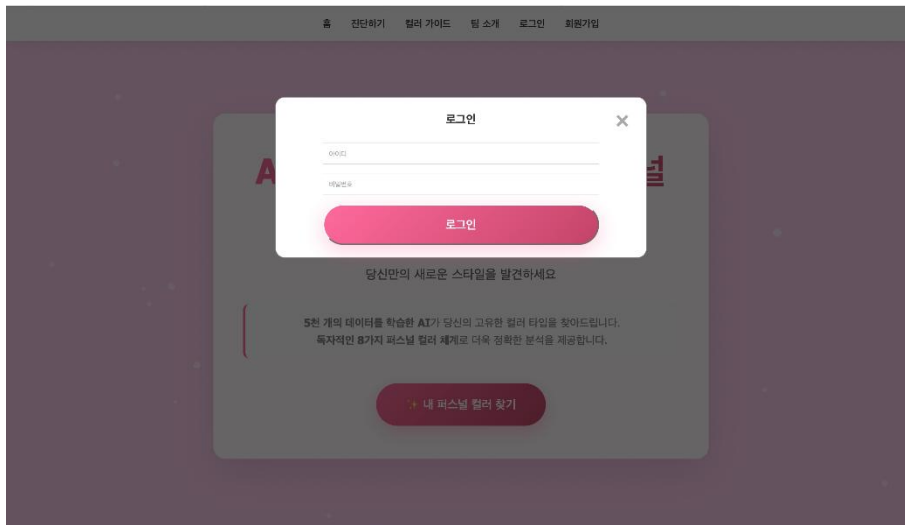 홈 진단하기 컬러 가이드 팀 소개 로그인 회원가입
로그인 ×
아이디
비밀번호
로그인
A 널
당신만의 새로운 스타일을 발견하세요
5천 개의 데이터를 학습한 AI가 당신의 고유한 컬러 타입을 찾아드립니다.
독자적인 8가지 퍼스널 컬러 체계로 더욱 정확한 분석을 제공합니다.
✨ 내 퍼스널 컬러 찾기